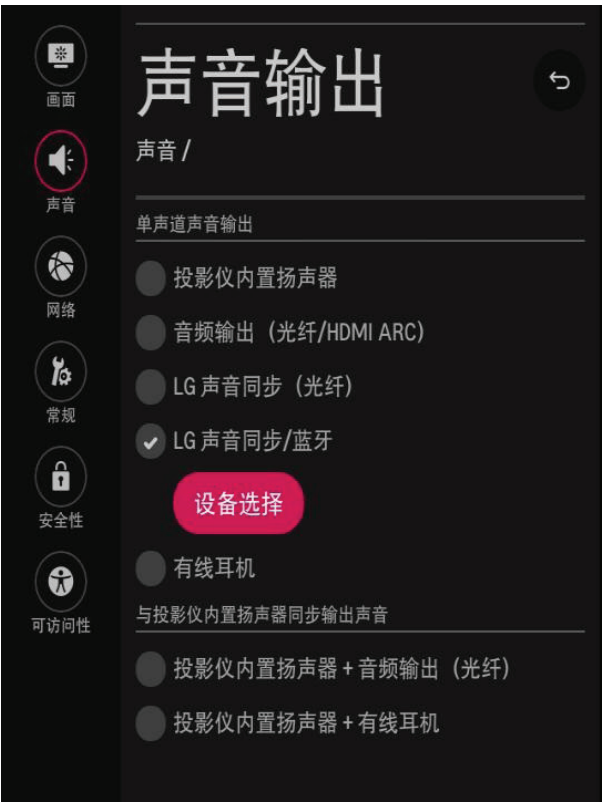 画面
声音
网络
常规
安全性
可访问性
声音输出
声音 /
单声道声音输出
投影仪内置扬声器
音频输出（光纤/HDMI ARC）
LG 声音同步（光纤）
LG 声音同步/蓝牙
设备选择
有线耳机
与投影仪内置扬声器同步输出声音
投影仪内置扬声器 + 音频输出（光纤）
投影仪内置扬声器 + 有线耳机